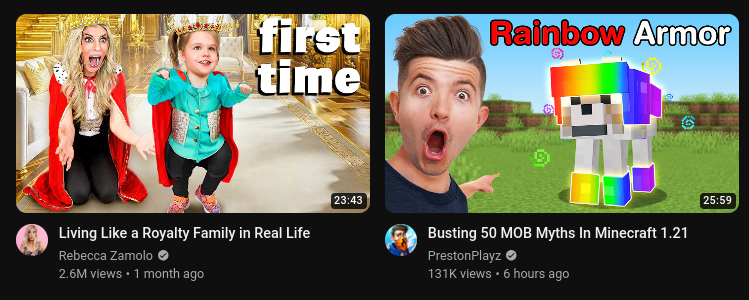 first
time
23:43
Living Like a Royalty Family in Real Life
Rebecca Zamolo
2.6M views • 1 month ago
Rainbow Armor
25:59
Busting 50 MOB Myths In Minecraft 1.21
PrestonPlayz
131K views • 6 hours ago